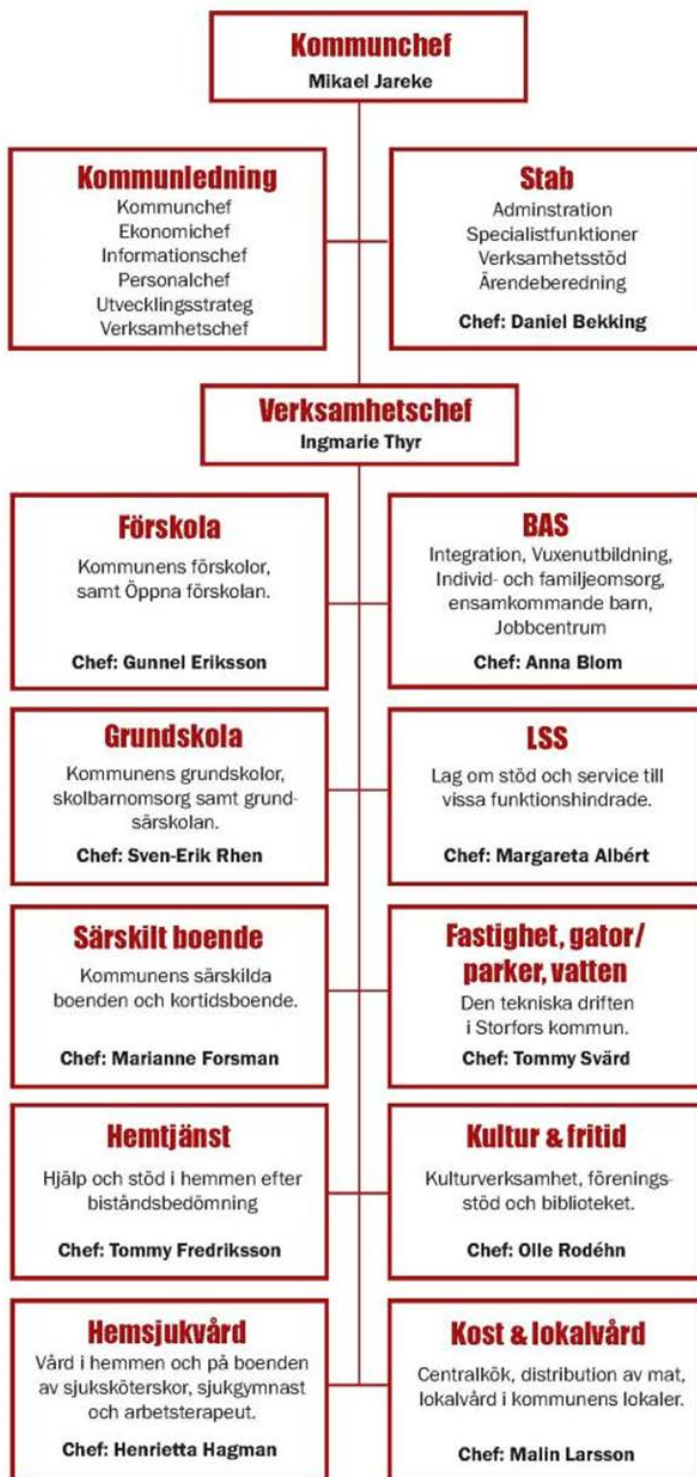 Kommunchef
Mikael Jareke
Kommunledning
Kommunchef
Ekonomichef
Informationschef
Personalchef
Utvecklingsstrateg
Verksamhetschef
Stab
Adminstration
Specialistfunktioner
Verksamhetsstöd
Ärendeberedning
Chef: Daniel Bekking
Verksamhetschef
Ingmarie Thyr
Förskola
Kommunens förskolor,
samt Öppna förskolan.
Chef: Gunnel Eriksson
BAS
Integration, Vuxenutbildning,
Individ- och familjeomsorg,
ensamkommande barn,
Jobbcentrum
Chef: Anna Blom
Grundskola
Kommunens grundskolor,
skolbarnomsorg samt grund-
särskolan.
Chef: Sven-Erik Rhen
LSS
Lag om stöd och service till
vissa funktionshindrade.
Chef: Margareta Albért
Särskilt boende
Kommunens särskilda
boenden och kortidsboende.
Chef: Marianne Forsman
Fastighet, gator/
parker, vatten
Den tekniska driften
i Storfors kommun.
Chef: Tommy Svärd
Hemtjänst
Hjälp och stöd i hemmen efter
biståndsbedömning
Chef: Tommy Fredriksson
Kultur & fritid
Kulturverksamhet, förenings-
stöd och biblioteket.
Chef: Olle Rodéhn
Hemsjukvård
Vård i hemmen och på boenden
av sjuksköterskor, sjukgymnast
och arbetsterapeut.
Chef: Henrietta Hagman
Kost & lokalvård
Centralkök, distribution av mat,
lokalvård i kommunens lokaler.
Chef: Malin Larsson